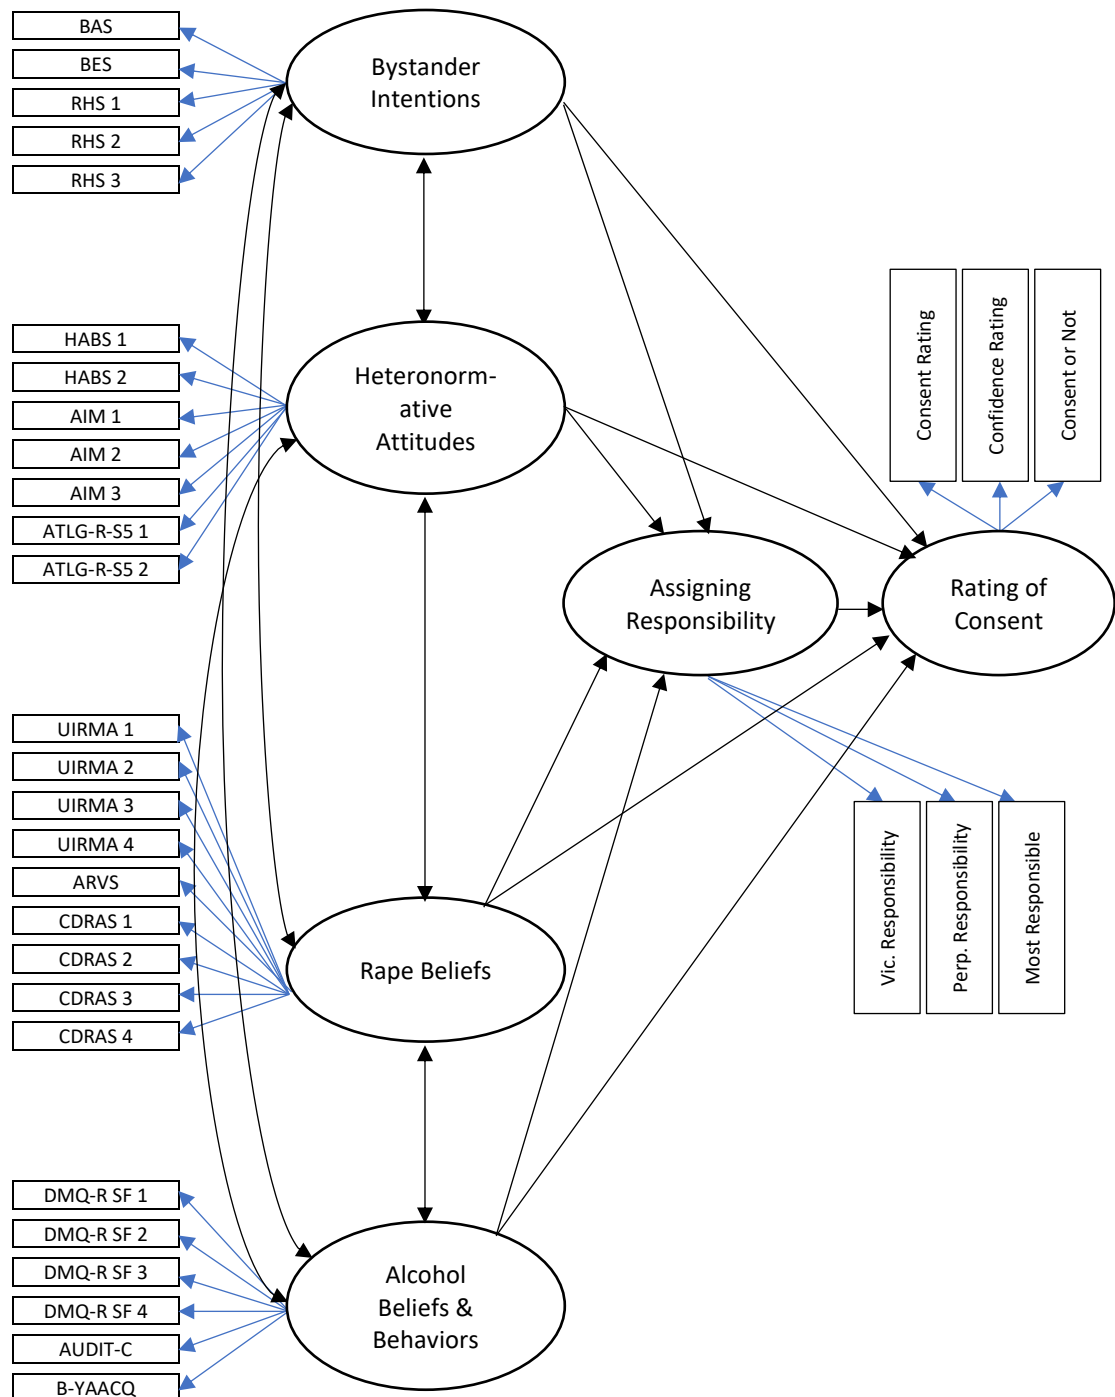 BAS
BES
RHS 1
RHS 2
RHS 3
Bystander
Intentions
HABS 1
HABS 2
AIM 1
AIM 2
AIM 3
ATLG-R-S5 1
ATLG-R-S5 2
Heteronorm-
ative
Attitudes
Consent Rating
Confidence Rating
Consent or Not
Assigning
Responsibility
Rating of
Consent
UIRMA 1
UIRMA 2
UIRMA 3
UIRMA 4
ARVS
CDRAS 1
CDRAS 2
CDRAS 3
CDRAS 4
Rape Beliefs
Vic. Responsibility
Perp. Responsibility
Most Responsible
DMQ-R SF 1
DMQ-R SF 2
DMQ-R SF 3
DMQ-R SF 4
AUDIT-C
B-YAACQ
Alcohol
Beliefs &
Behaviors